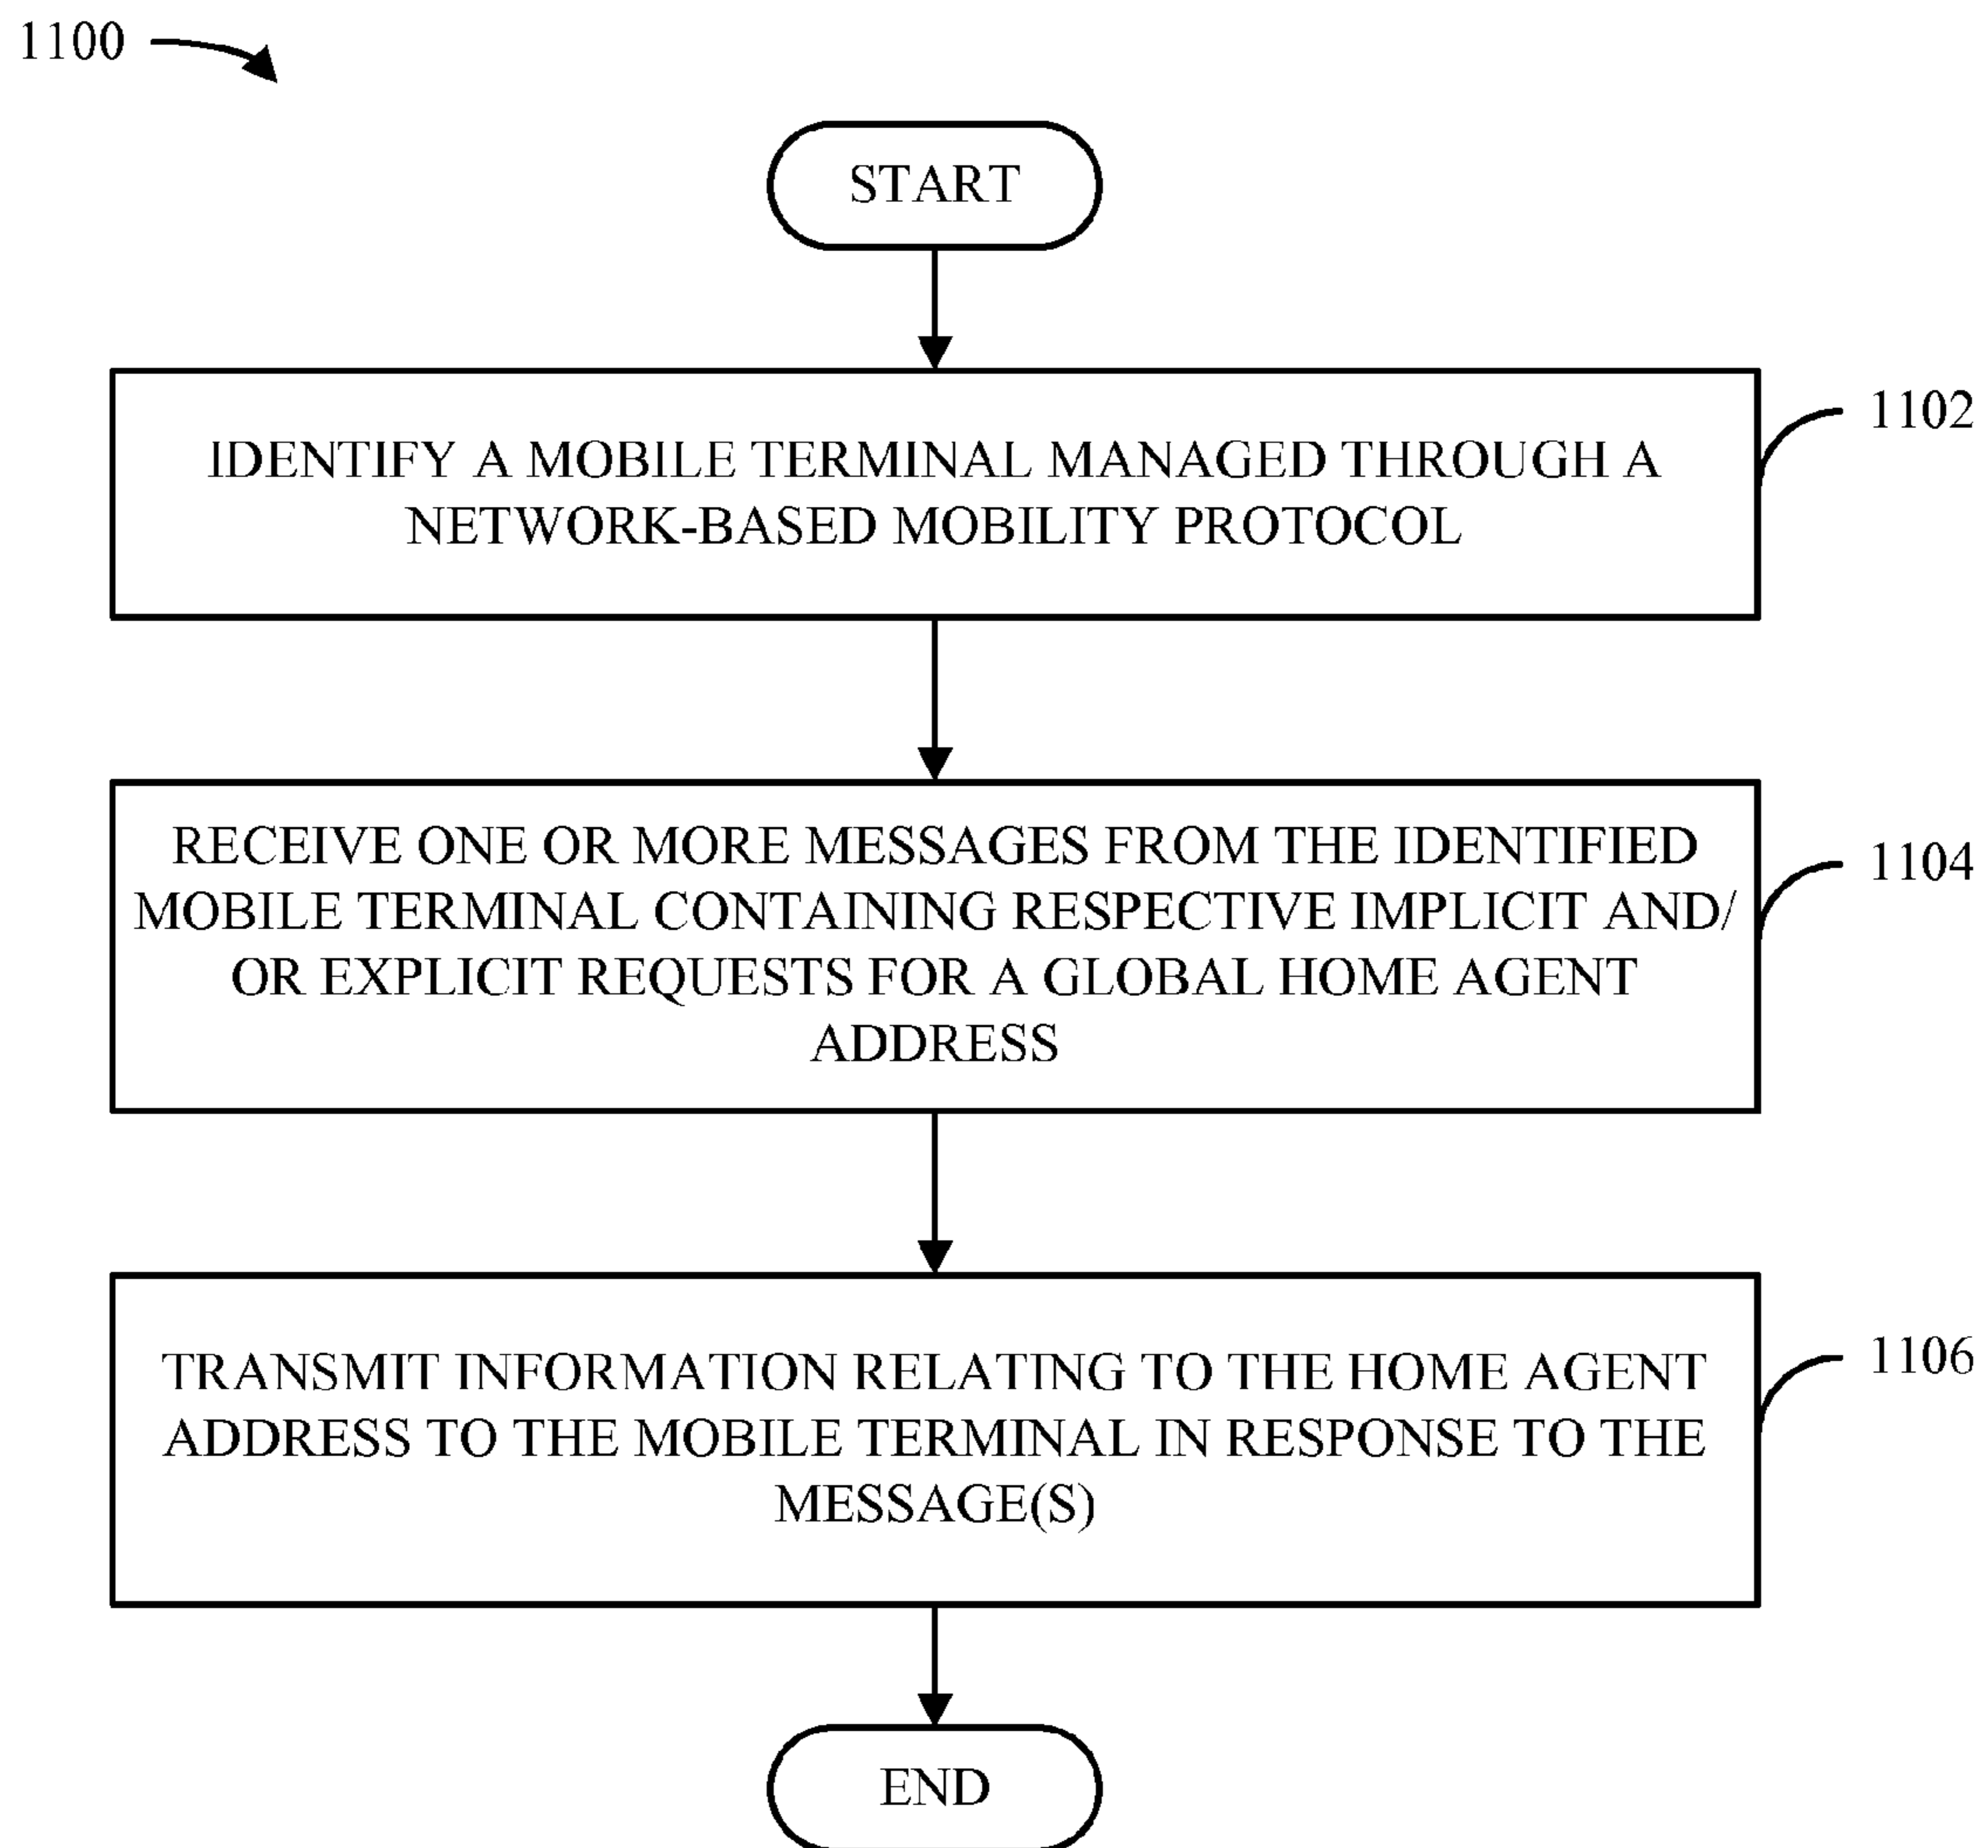 1100
START
IDENTIFY A MOBILE TERMINAL MANAGED THROUGH A
NETWORK-BASED MOBILITY PROTOCOL
1102
RECEIVE ONE OR MORE MESSAGES FROM THE IDENTIFIED
MOBILE TERMINAL CONTAINING RESPECTIVE IMPLICIT AND/
OR EXPLICIT REQUESTS FOR A GLOBAL HOME AGENT
ADDRESS
1104
TRANSMIT INFORMATION RELATING TO THE HOME AGENT
ADDRESS TO THE MOBILE TERMINAL IN RESPONSE TO THE
MESSAGE(S)
1106
END